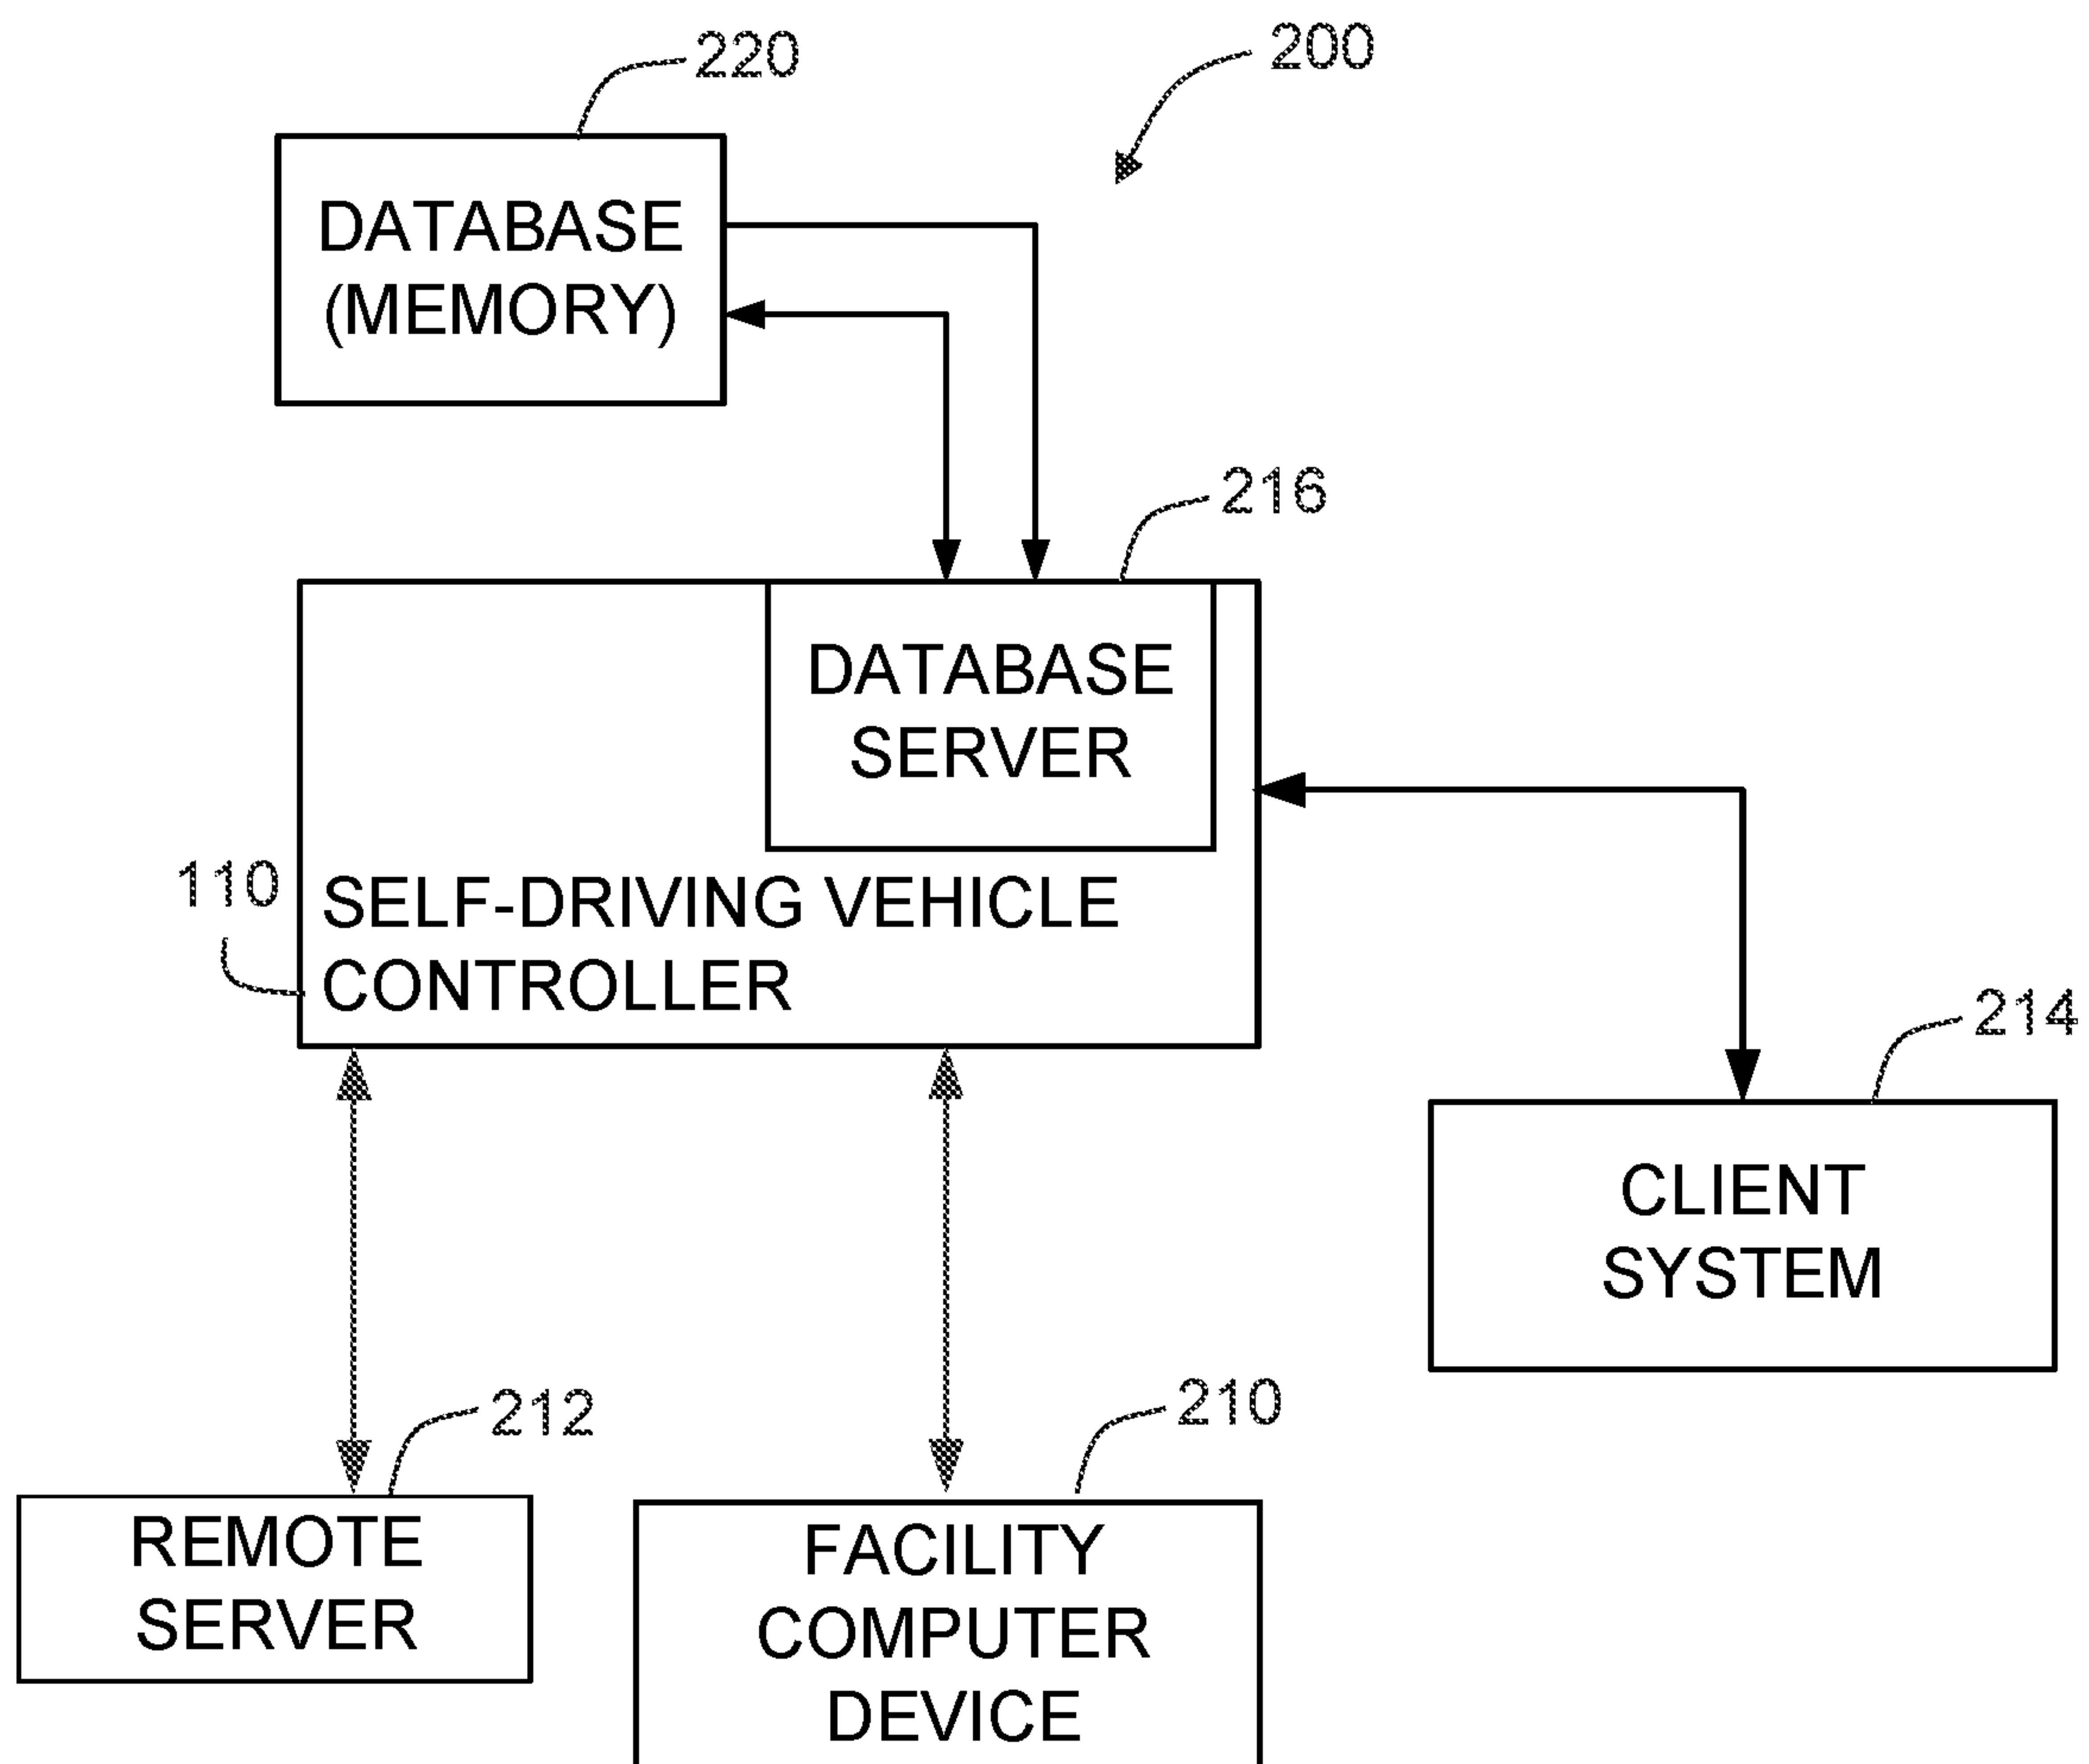 220
200
DATABASE
(MEMORY)
216
DATABASE
SERVER
110
SELF-DRIVING VEHICLE
CONTROLLER
214
CLIENT
SYSTEM
212
210
REMOTE
SERVER
FACILITY
COMPUTER
DEVICE